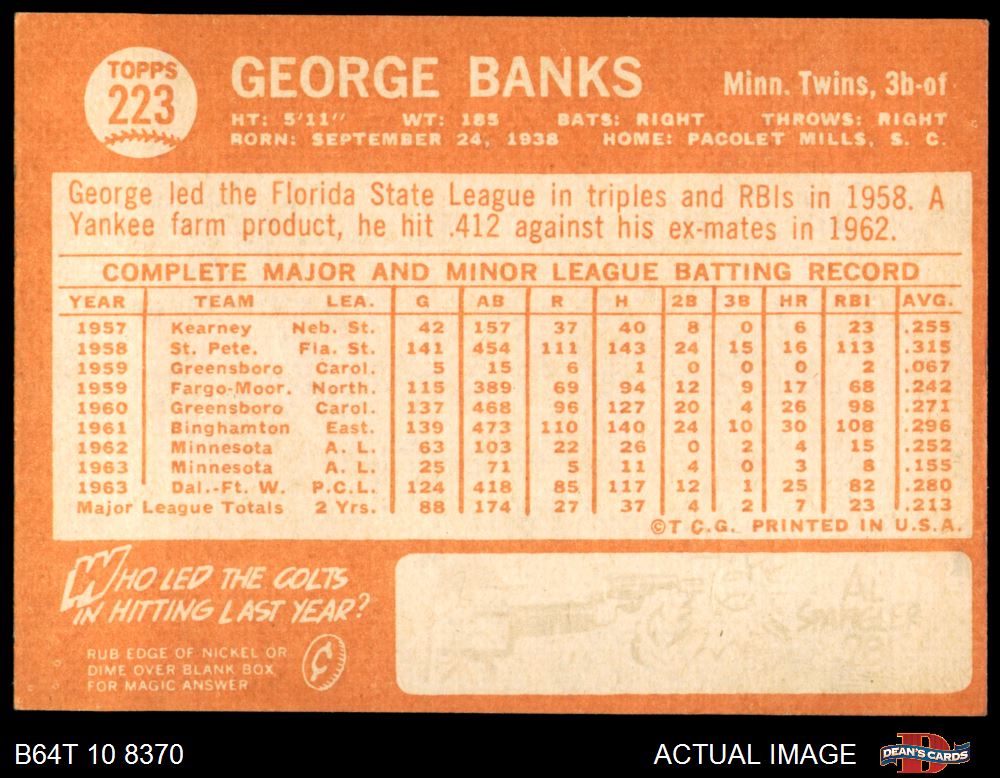 TOPPS
223
GEORGE BANKS
Minn. Twins, 3b-of
HT: 5'11" WT: 185 BATS: RIGHT THROWS: RIGHT
BORN: SEPTEMBER 24, 1938 HOME: PACOLET MILLS, S. C.
George led the Florida State League in triples and RBIs in 1958. A
Yankee farm product, he hit .412 against his ex-mates in 1962.
COMPLETE MAJOR AND MINOR LEAGUE BATTING RECORD
YEAR TEAM LEA. G AB R H 2B 3B HR RBI AVG.
1957 Kearney Neb. St. 42 157 37 40 8 0 6 23 .255
1958 St. Pete. Fla. St. 141 454 111 143 24 15 16 113 .315
1959 Greensboro Carol. 5 15 6 1 0 0 0 2 .067
1959 Fargo-Moor. North. 115 389 69 94 12 9 17 68 .242
1960 Greensboro Carol. 137 468 96 127 20 4 26 98 .271
1961 Binghamton East. 139 473 110 140 24 10 30 108 .296
1962 Minnesota A. L. 63 103 22 26 0 2 4 15 .252
1963 Minnesota A. L. 25 71 5 11 4 0 3 8 .155
1963 Dal.-Ft. W. P.C.L. 124 418 85 117 12 1 25 82 .280
Major League Totals 2 Yrs. 88 174 27 37 4 2 7 23 .213
©T.C.G. PRINTED IN U.S.A.
WHO LED THE COLTS
IN HITTING LAST YEAR?
RUB EDGE OF NICKEL OR
DIME OVER BLANK BOX
FOR MAGIC ANSWER
AL
SPANGLER
B64T 10 8370
ACTUAL IMAGE
DEAN'S CARDS